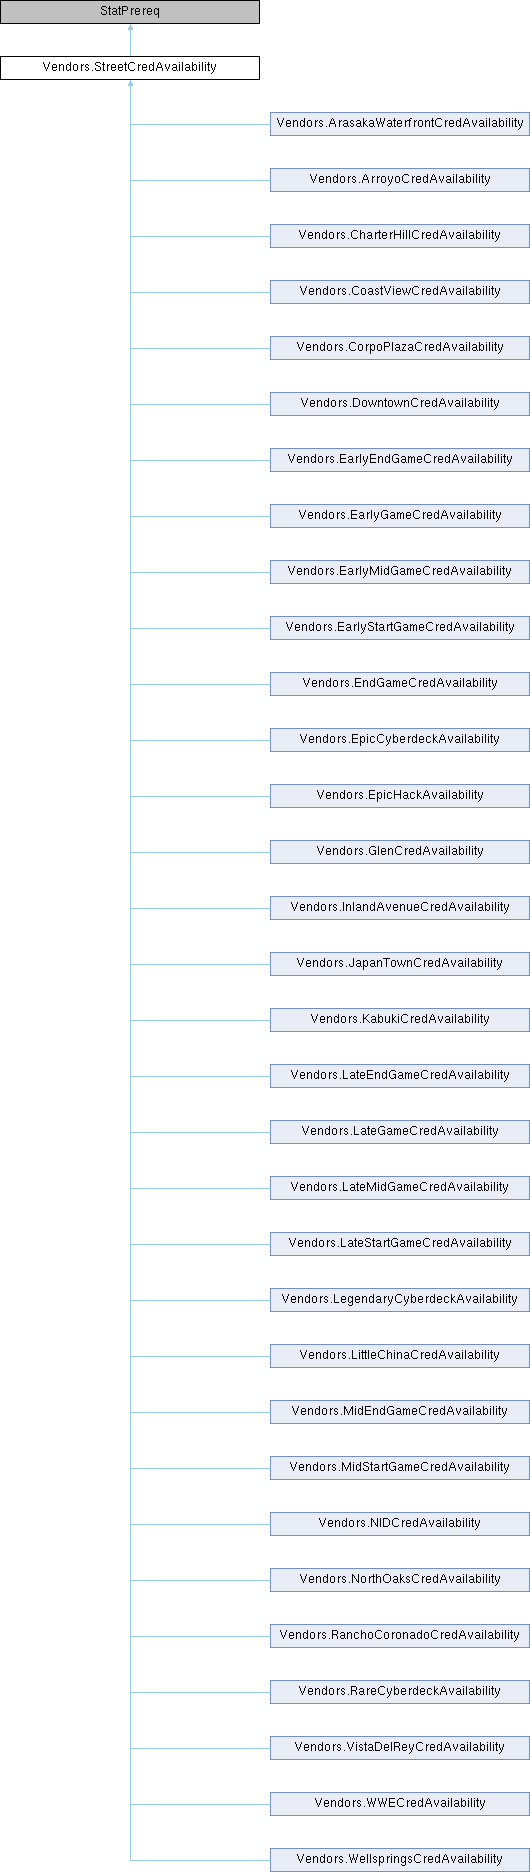 StatPrereq
Vendors.StreetCredAvailability
Vendors.ArasakaWaterfrontCredAvailability
Vendors.ArroyoCredAvailability
Vendors.CharterHillCredAvailability
Vendors.CoastViewCredAvailability
Vendors.CorpoPlazaCredAvailability
Vendors.DowntownCredAvailability
Vendors.EarlyEndGameCredAvailability
Vendors.EarlyGameCredAvailability
Vendors.EarlyMidGameCredAvailability
Vendors.EarlyStartGameCredAvailability
Vendors.EndGameCredAvailability
Vendors.EpicCyberdeckAvailability
Vendors.EpicHackAvailability
Vendors.GlenCredAvailability
Vendors.InlandAvenueCredAvailability
Vendors.JapanTownCredAvailability
Vendors.KabukiCredAvailability
Vendors.LateEndGameCredAvailability
Vendors.LateGameCredAvailability
Vendors.LateMidGameCredAvailability
Vendors.LateStartGameCredAvailability
Vendors.LegendaryCyberdeckAvailability
Vendors.LittleChinaCredAvailability
Vendors.MidEndGameCredAvailability
Vendors.MidStartGameCredAvailability
Vendors.NIDCredAvailability
Vendors.NorthOaksCredAvailability
Vendors.RanchoCoronadoCredAvailability
Vendors.RareCyberdeckAvailability
Vendors.VistaDelReyCredAvailability
Vendors.WWECredAvailability
Vendors.WellspringsCredAvailability